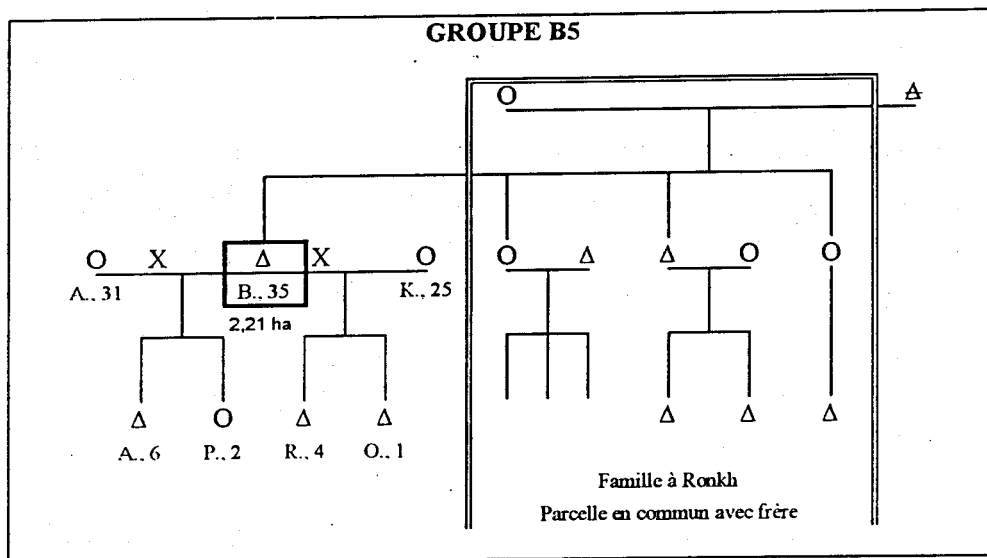 GROUPE B5
O Δ
O X Δ X O O Δ Δ O O
A., 31 B., 35 K., 25
2,21 ha
Δ O Δ Δ Δ Δ Δ
A., 6 P., 2 R., 4 O., 1
Famille à Ronkh
Parcelle en commun avec frère